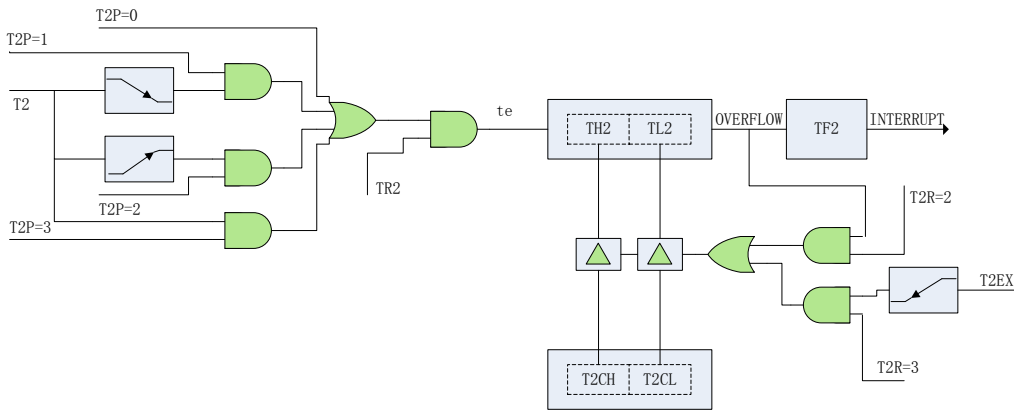 T2P=0
T2P=1
T2
T2P=2
T2P=3
TR2
te
TH2
TL2
OVERFLOW
TF2
INTERRUPT
T2R=2
T2EX
T2R=3
T2CH
T2CL